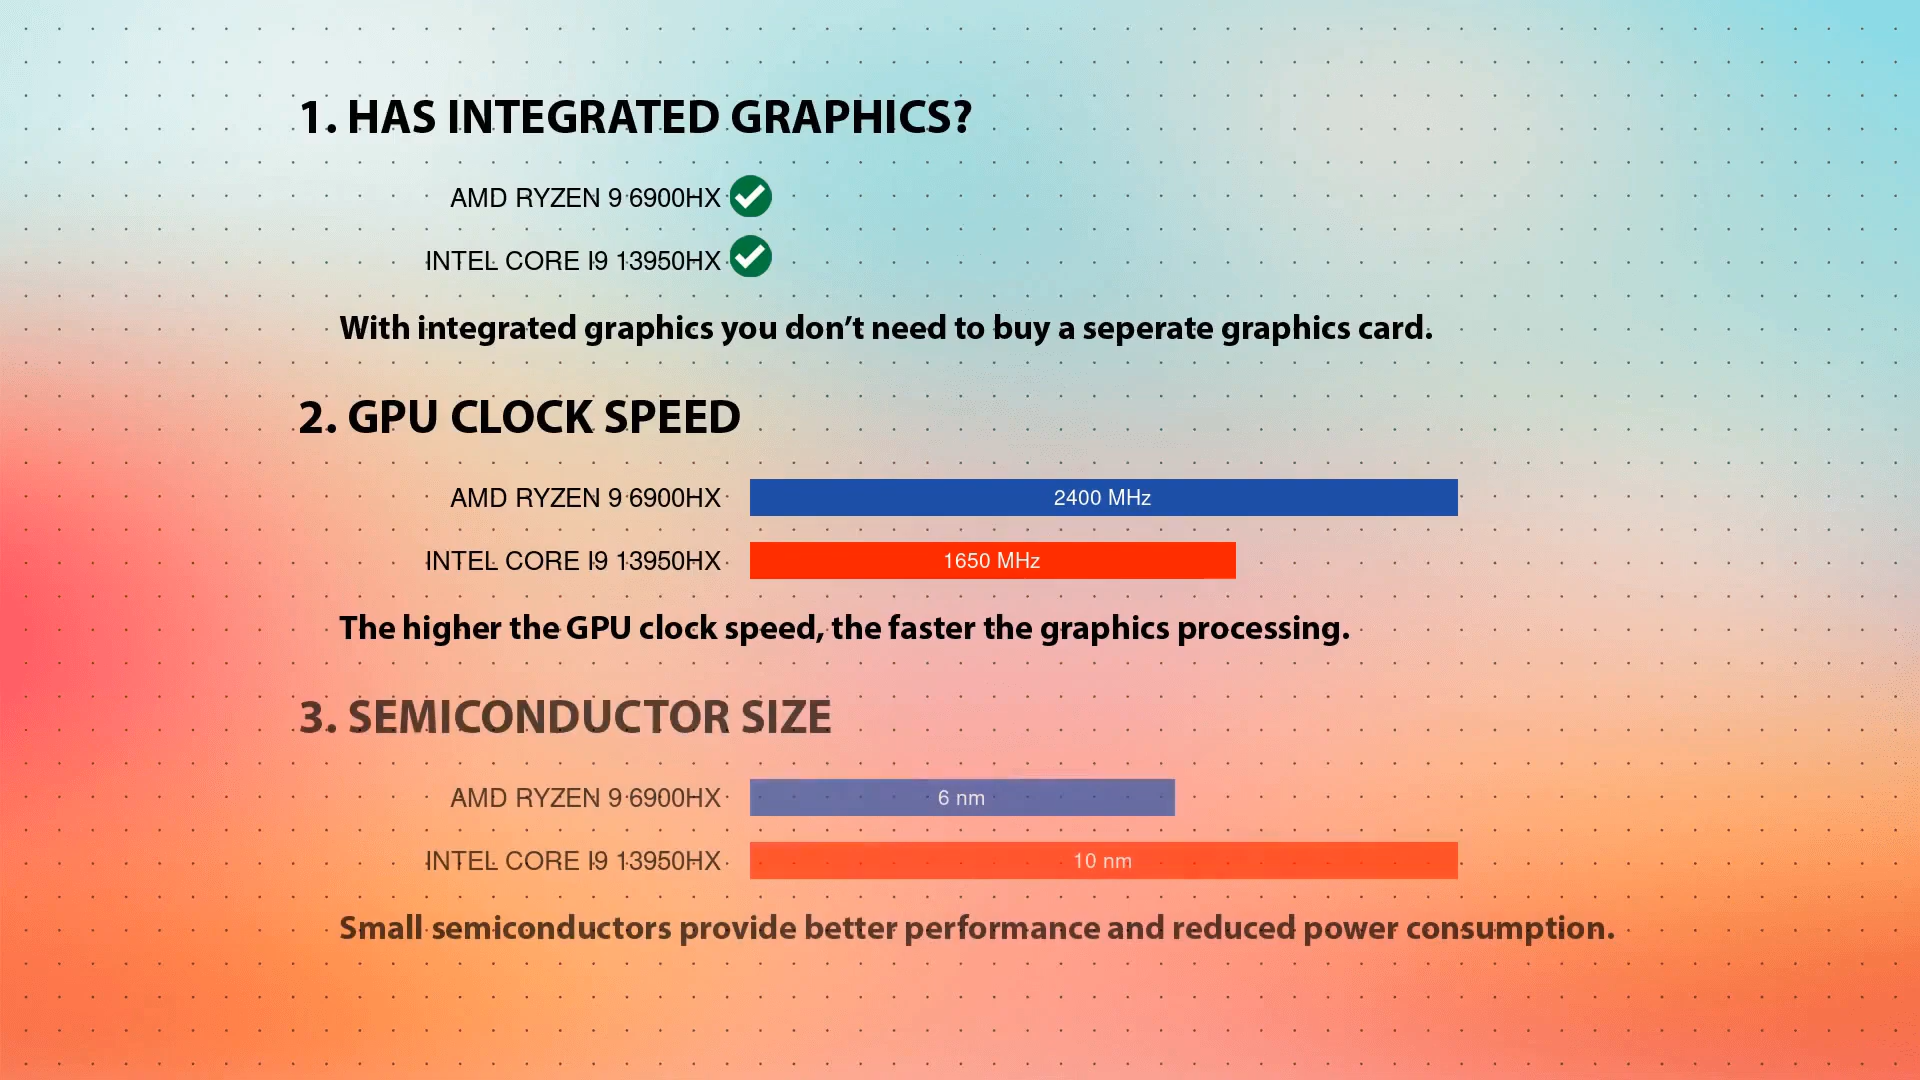 1. HAS INTEGRATED GRAPHICS?
AMD RYZEN 9 6900HX
INTEL CORE I9 13950HX
With integrated graphics you don’t need to buy a seperate graphics card.
2. GPU CLOCK SPEED
AMD RYZEN 9 6900HX 2400 MHz
INTEL CORE I9 13950HX 1650 MHz
The higher the GPU clock speed, the faster the graphics processing.
3. SEMICONDUCTOR SIZE
AMD RYZEN 9 6900HX 6 nm
INTEL CORE I9 13950HX 10 nm
Small semiconductors provide better performance and reduced power consumption.